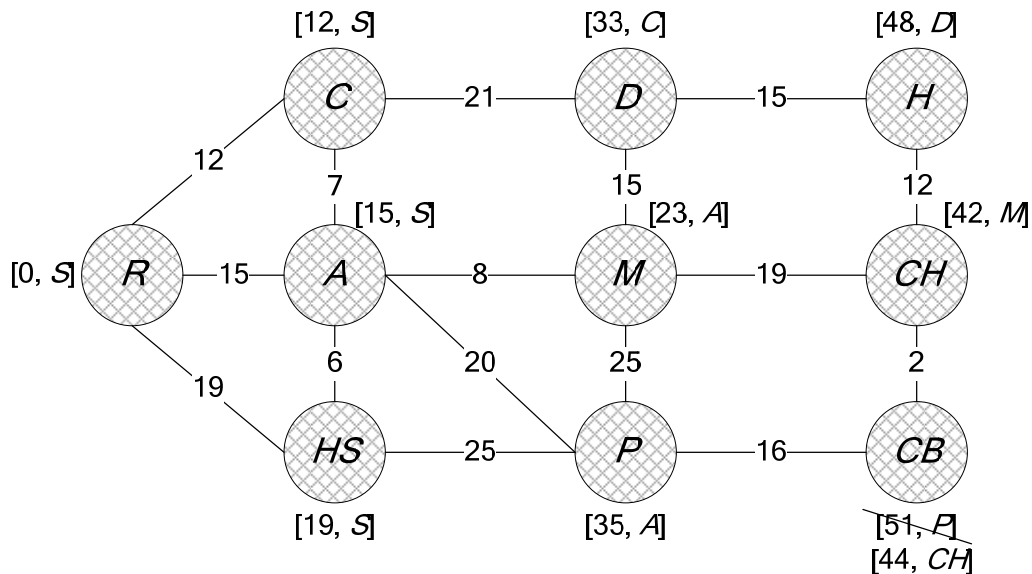 [12, S] [33, C] [48, D]
C 21 D 15 H
12 7 15 12
[15, S] [23, A] [42, M]
[0, S] R 15 A 8 M 19 CH
19 6 20 25 2
HS 25 P 16 CB
[19, S] [35, A] [51, P]
[44, CH]